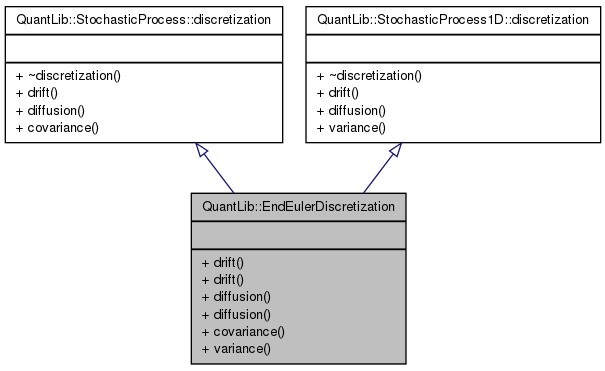 QuantLib::StochasticProcess::discretization
+ ~discretization()
+ drift()
+ diffusion()
+ covariance()
QuantLib::StochasticProcess1D::discretization
+ ~discretization()
+ drift()
+ diffusion()
+ variance()
QuantLib::EndEulerDiscretization
+ drift()
+ drift()
+ diffusion()
+ diffusion()
+ covariance()
+ variance()